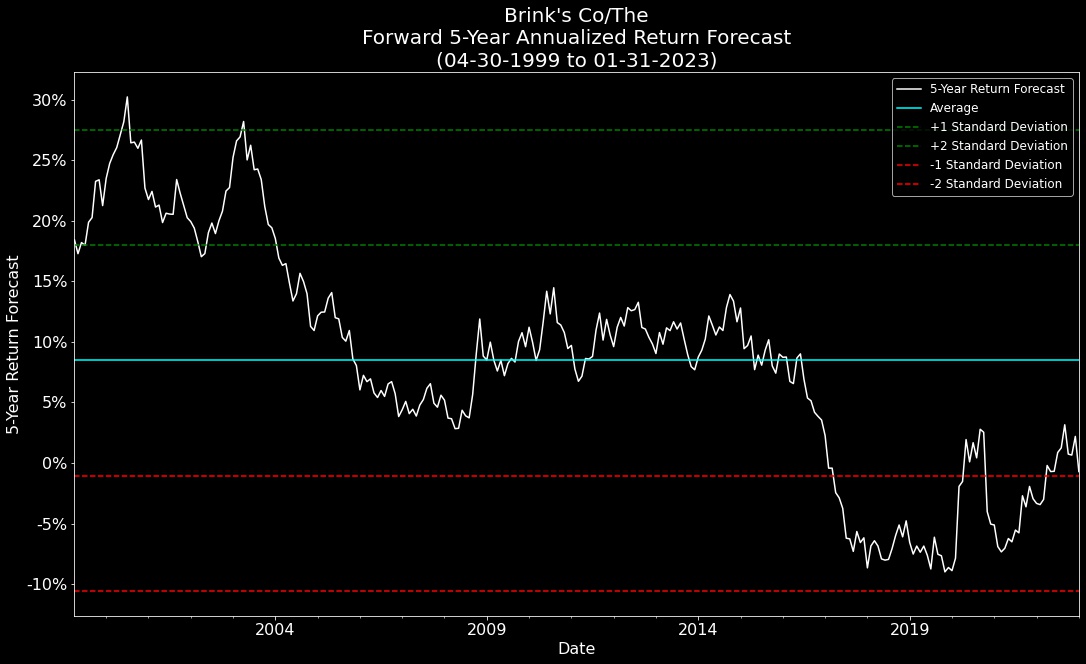 Brink's Co/The
Forward 5-Year Annualized Return Forecast
(04-30-1999 to 01-31-2023)
5-Year Return Forecast
Average
+1 Standard Deviation
+2 Standard Deviation
-1 Standard Deviation
-2 Standard Deviation
30%
25%
20%
15%
10%
5%
0%
-5%
-10%
5-Year Return Forecast
2004
2009
2014
2019
Date